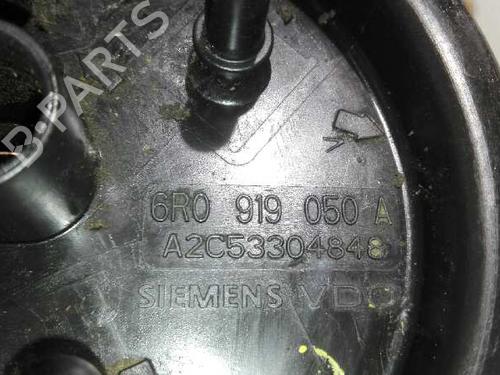 B-PARTS
6R0 919 050 A
A2C53304848
SIEMENS VDO